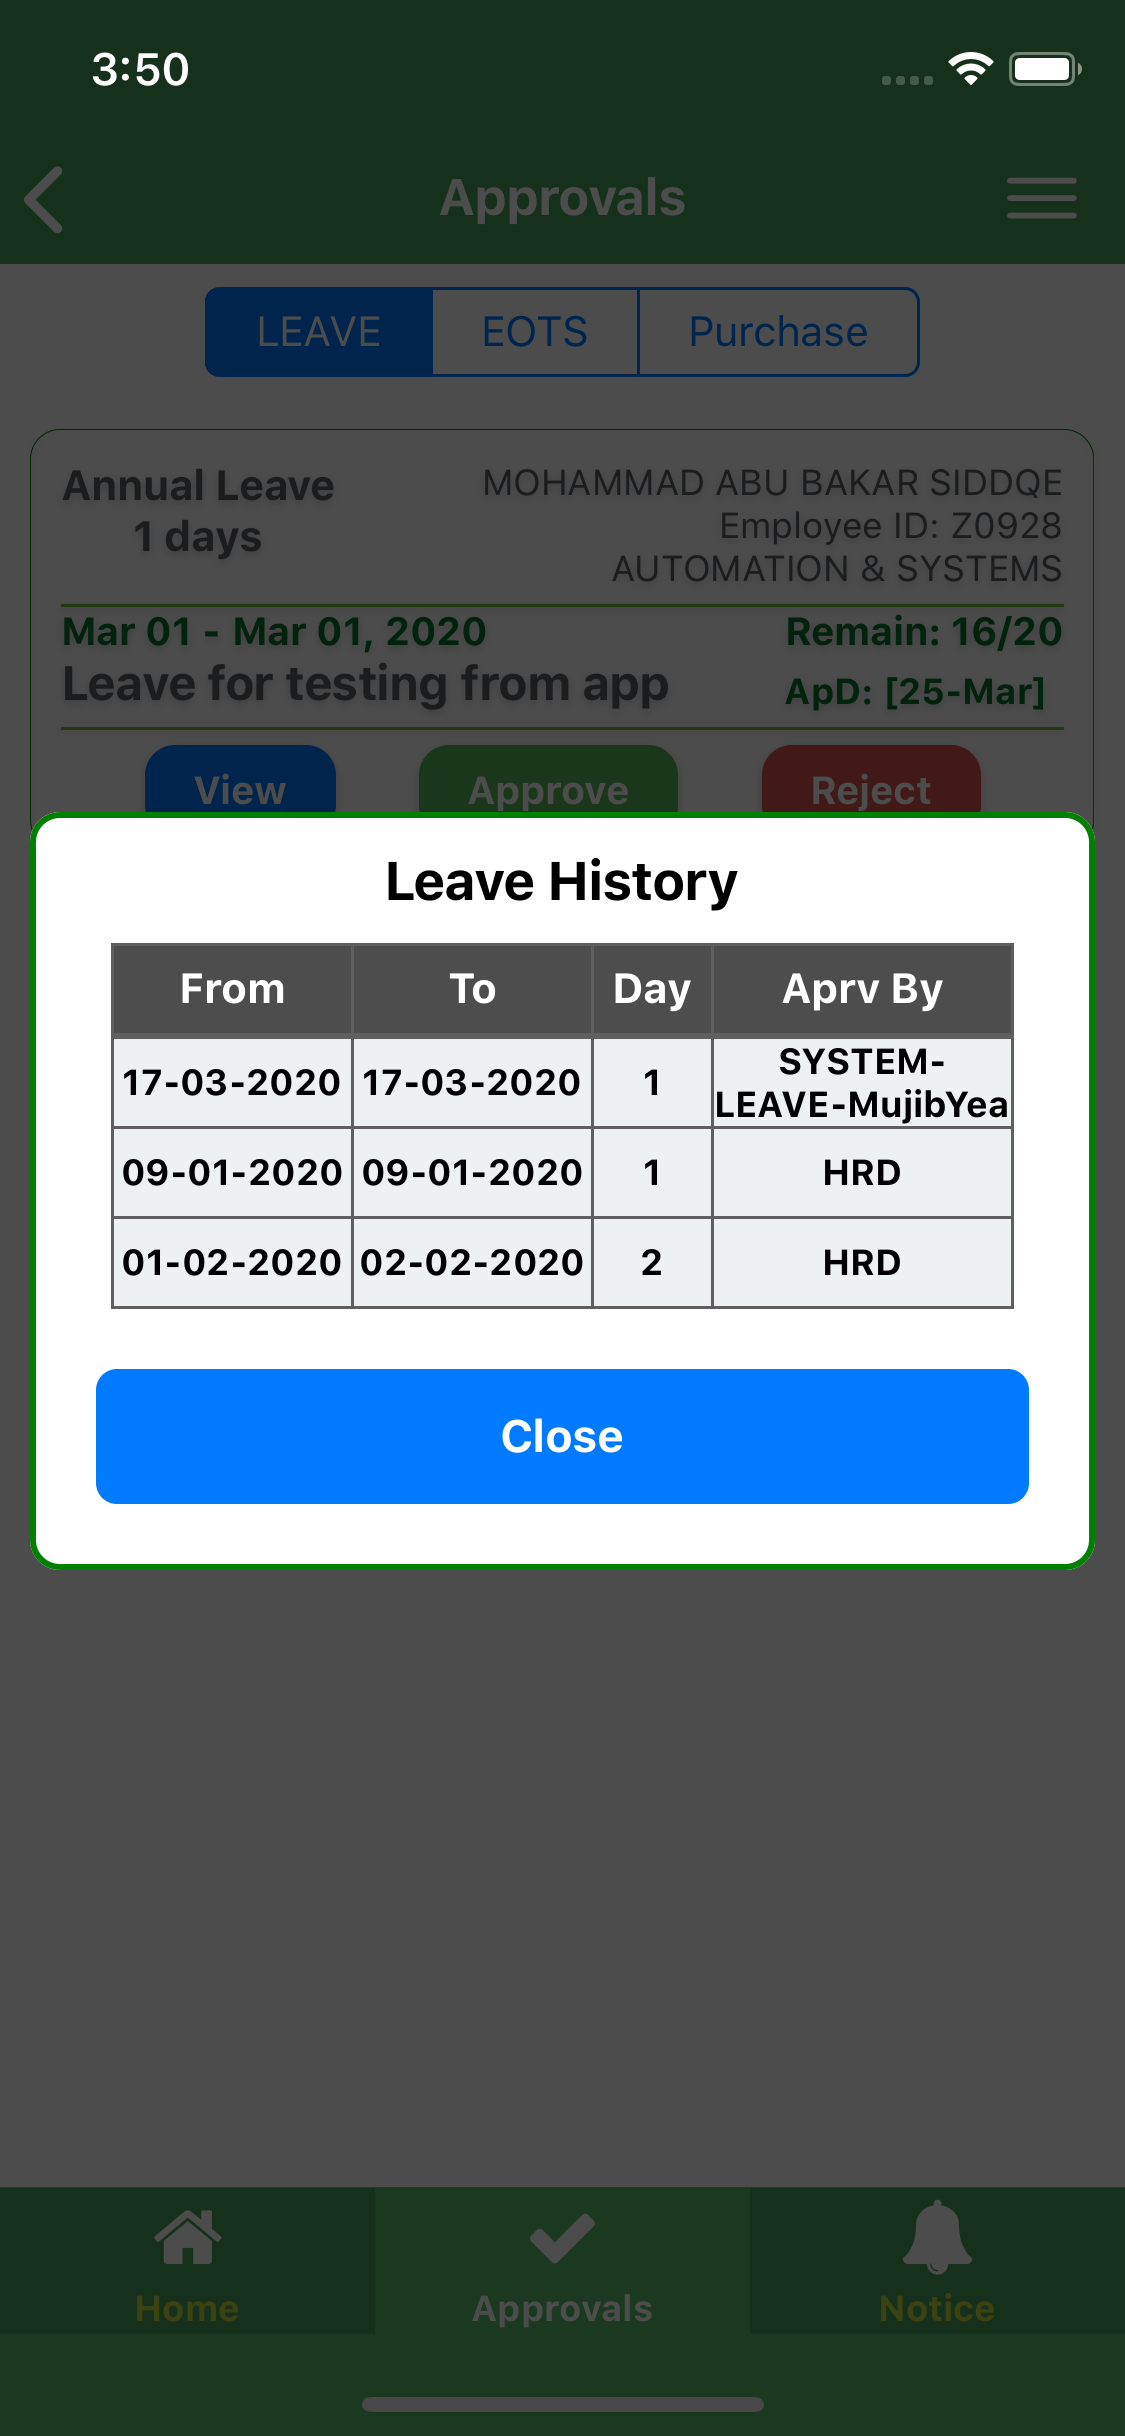 3:50
Approvals
LEAVE EOTS Purchase
Annual Leave
1 days
MOHAMMAD ABU BAKAR SIDDQE
Employee ID: Z0928
AUTOMATION & SYSTEMS
Mar 01 - Mar 01, 2020 Remain: 16/20
Leave for testing from app ApD: [25-Mar]
View Approve Reject
Leave History
From To Day Aprv By
17-03-2020 17-03-2020 1 SYSTEM-
LEAVE-MujibYea
09-01-2020 09-01-2020 1 HRD
01-02-2020 02-02-2020 2 HRD
Close
Home Approvals Notice